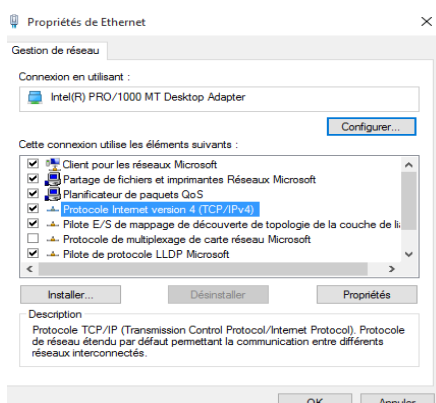 Propriétés de Ethernet
Gestion de réseau
Connexion en utilisant :
Intel(R) PRO/1000 MT Desktop Adapter
Configurer...
Cette connexion utilise les éléments suivants :
Client pour les réseaux Microsoft
Partage de fichiers et imprimantes Réseaux Microsoft
Planificateur de paquets QoS
Protocole Internet version 4 (TCP/IPv4)
Pilote E/S de mappage de découverte de topologie de la couche de li
Protocole de multiplexage de carte réseau Microsoft
Pilote de protocole LLDP Microsoft
Installer... Désinstaller Propriétés
Description
Protocole TCP/IP (Transmission Control Protocol/Internet Protocol). Protocole
de réseau étendu par défaut permettant la communication entre différents
réseaux interconnectés.
OK Annuler